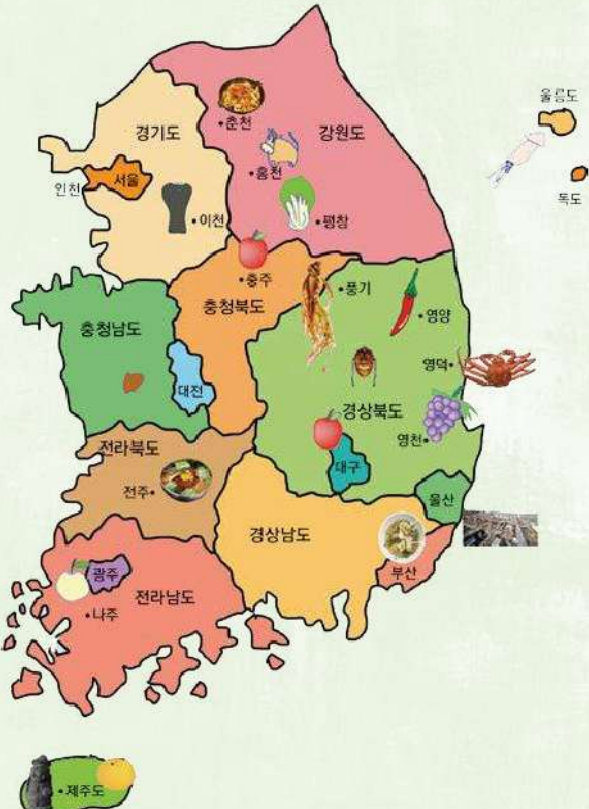 울릉도
독도
춘천
경기도
강원도
홍천
인천
서울
이천
평창
충주
풍기
충청북도
영양
충청남도
영덕
대전
경상북도
영천
전라북도
대구
전주
울산
경상남도
부산
광주
전라남도
나주
제주도